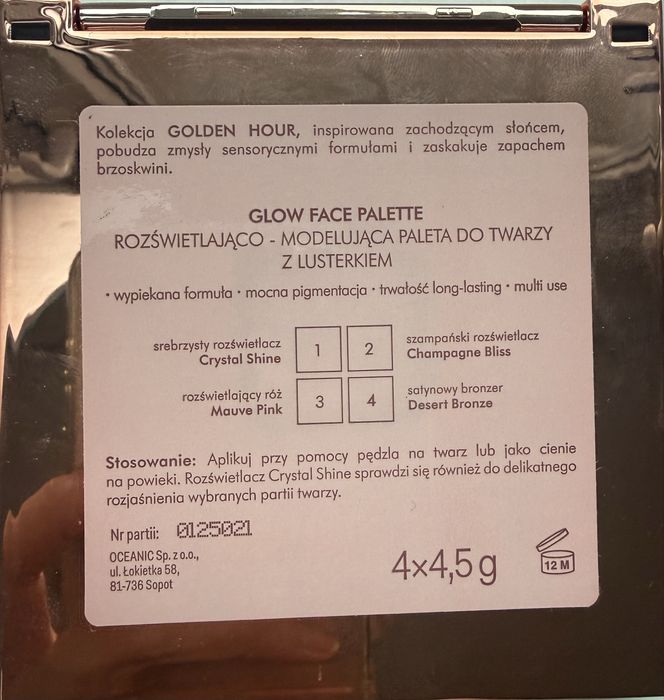 Kolekcja GOLDEN HOUR, inspirowana zachodzącym słońcem,
pobudza zmysły sensorycznymi formułami i zaskakuje zapachem
brzoskwini.
GLOW FACE PALETTE
ROZŚWIETLAJĄCO - MODELUJĄCA PALETA DO TWARZY
Z LUSTERKIEM
• wypiekana formuła • mocna pigmentacja • trwałość long-lasting • multi use
srebrzysty rozświetlacz
Crystal Shine
1
2
szampański rozświetlacz
Champagne Bliss
rozświetlający róż
Mauve Pink
3
4
satynowy bronzer
Desert Bronze
Stosowanie: Aplikuj przy pomocy pędzla na twarz lub jako cienie
na powieki. Rozświetlacz Crystal Shine sprawdzi się również do delikatnego
rozjaśnienia wybranych partii twarzy.
Nr partii: 0125021
OCEANIC Sp. z o.o.,
ul. Łokietka 58,
81-736 Sopot
4x4,5 g
12 M